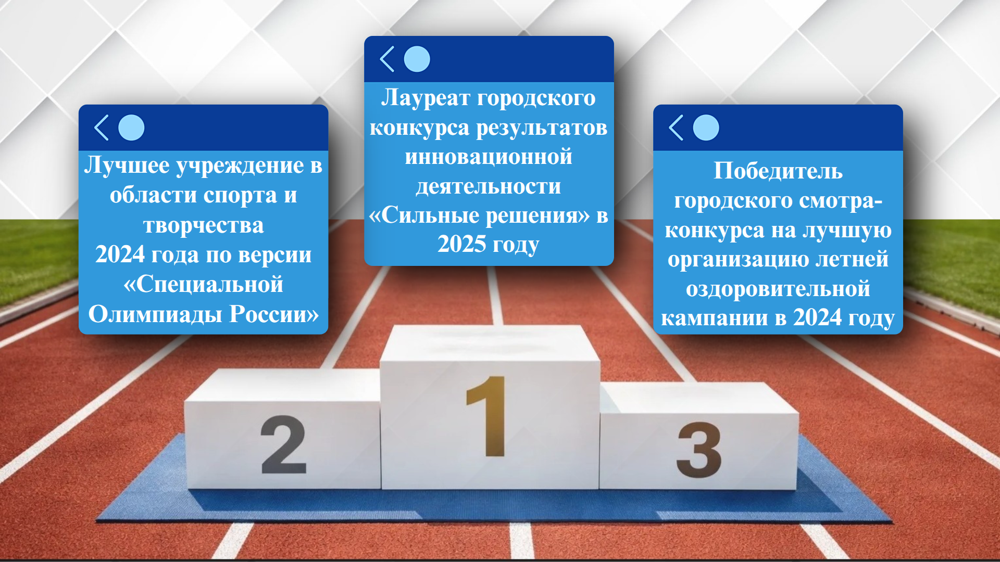 Лучшее учреждение в
области спорта и
творчества
2024 года по версии
«Специальной
Олимпиады России»
Лауреат городского
конкурса результатов
инновационной
деятельности
«Сильные решения» в
2025 году
Победитель
городского смотра-
конкурса на лучшую
организацию летней
оздоровительной
кампании в 2024 году
2
1
3